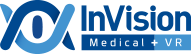 InVision
Medical + VR